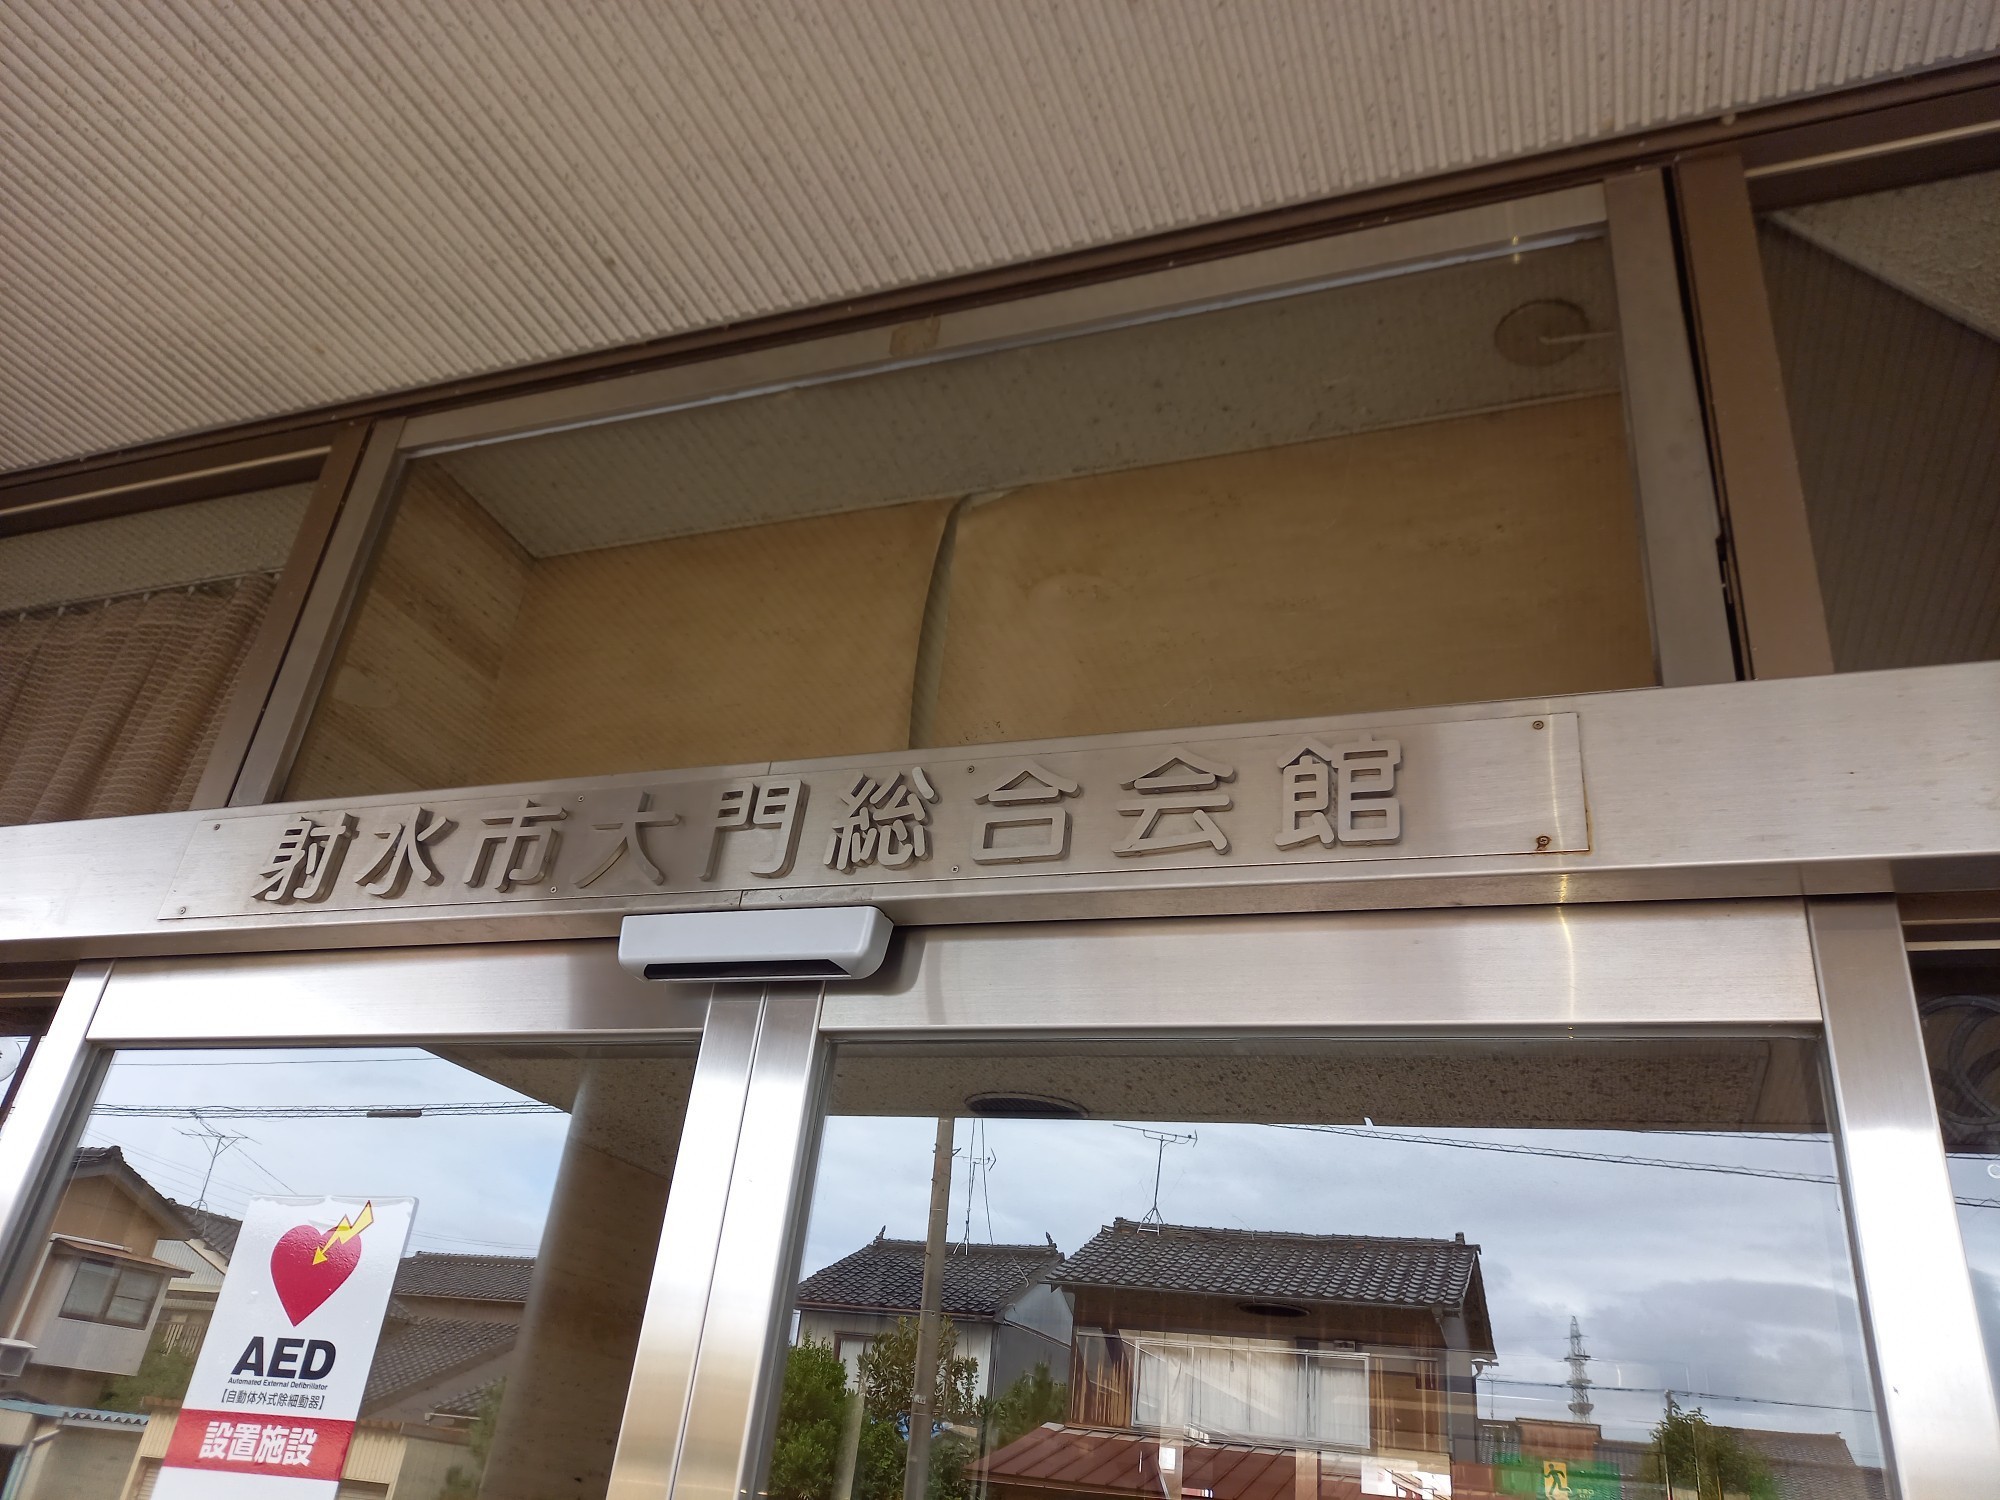 射水市大門総合会館
AED
Automated External Defibrillator
【自動体外式除細動器】
設置施設